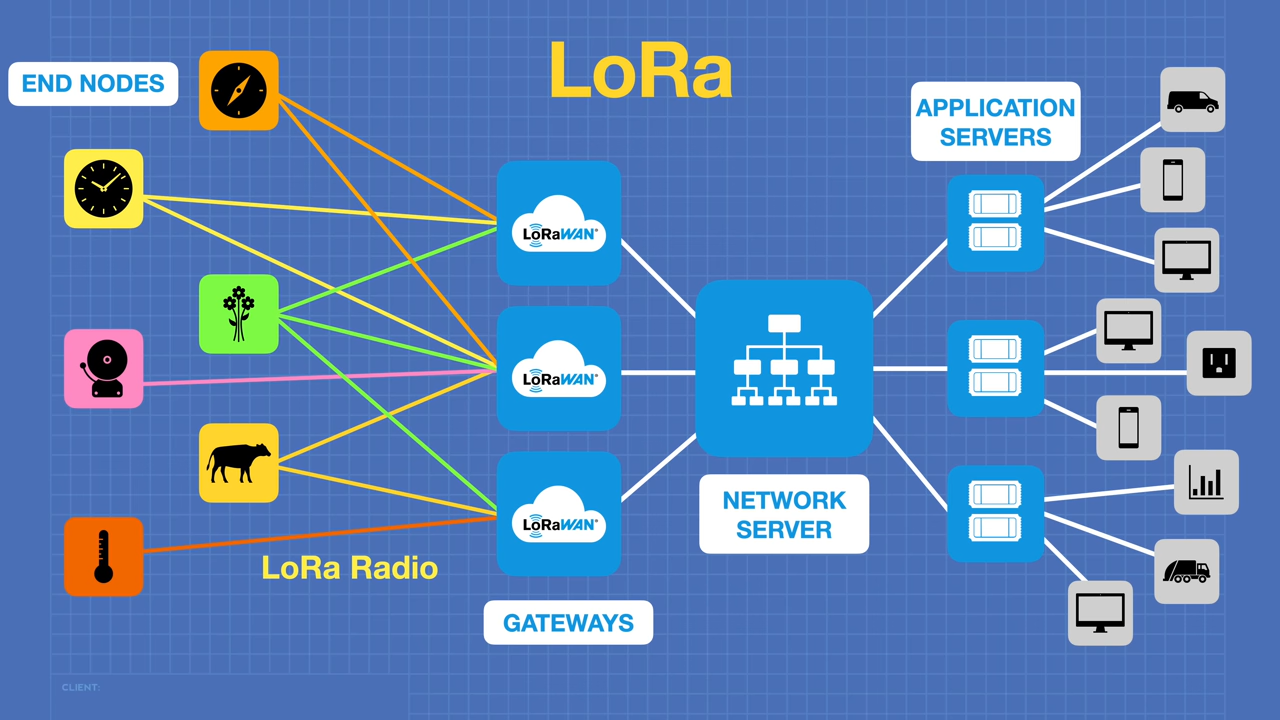 LoRa
END NODES
APPLICATION
SERVERS
LoRaWAN®
LoRaWAN®
LoRaWAN®
NETWORK
SERVER
LoRa Radio
GATEWAYS
CLIENT: